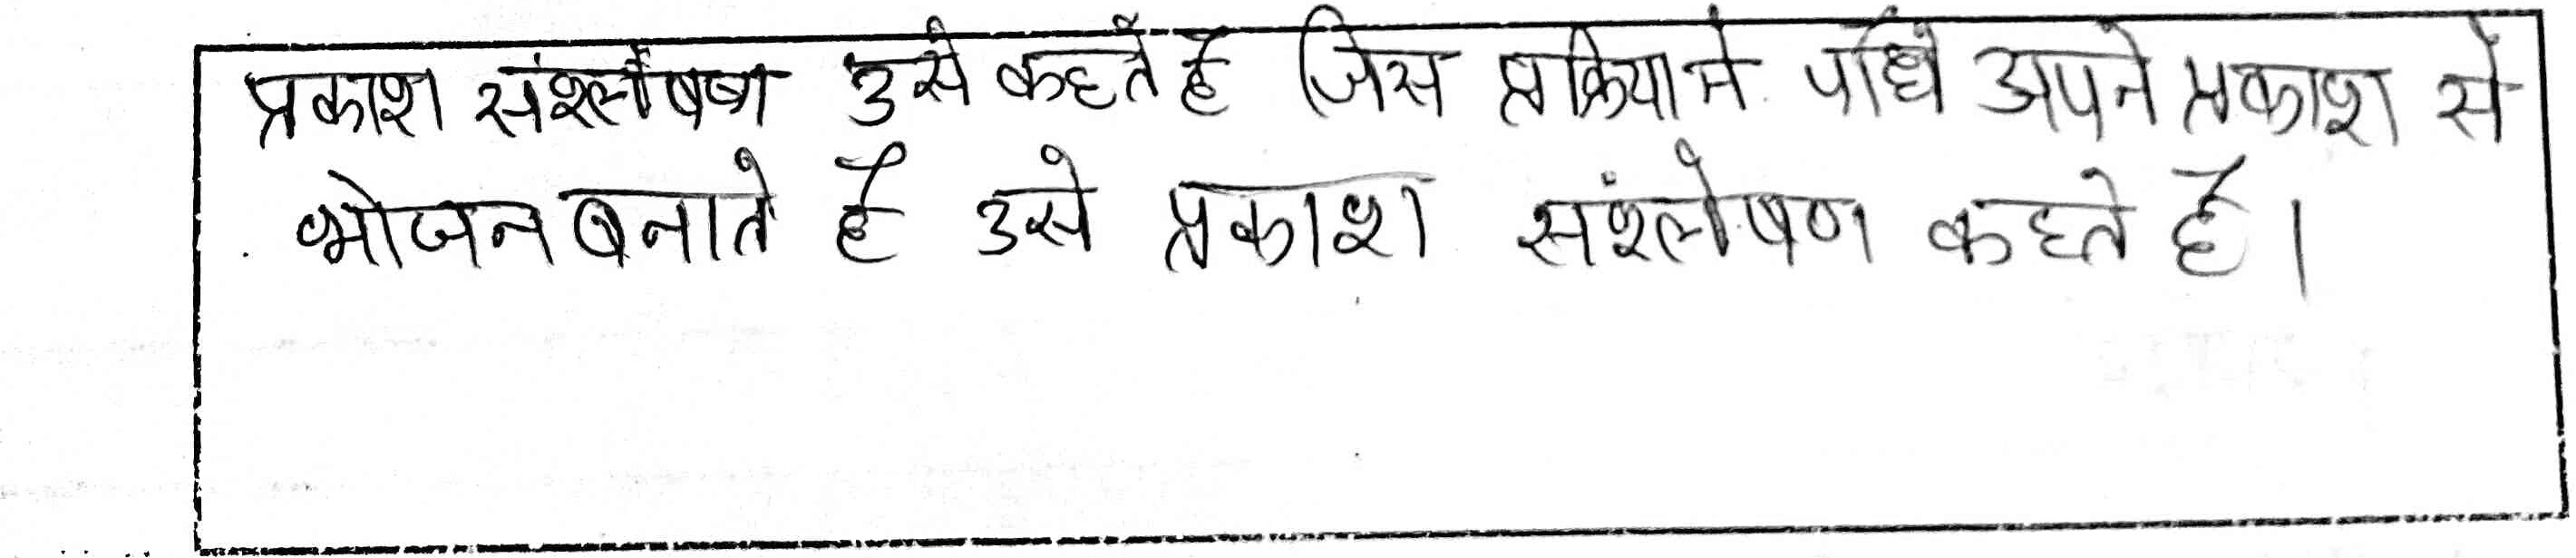 प्रकाश संश्लेषण उसे कहते है जिस प्रकिया मे पौधे अपने प्रकाश से
भोजन बनाते है उसे प्रकाश संश्लेषण कहते है।